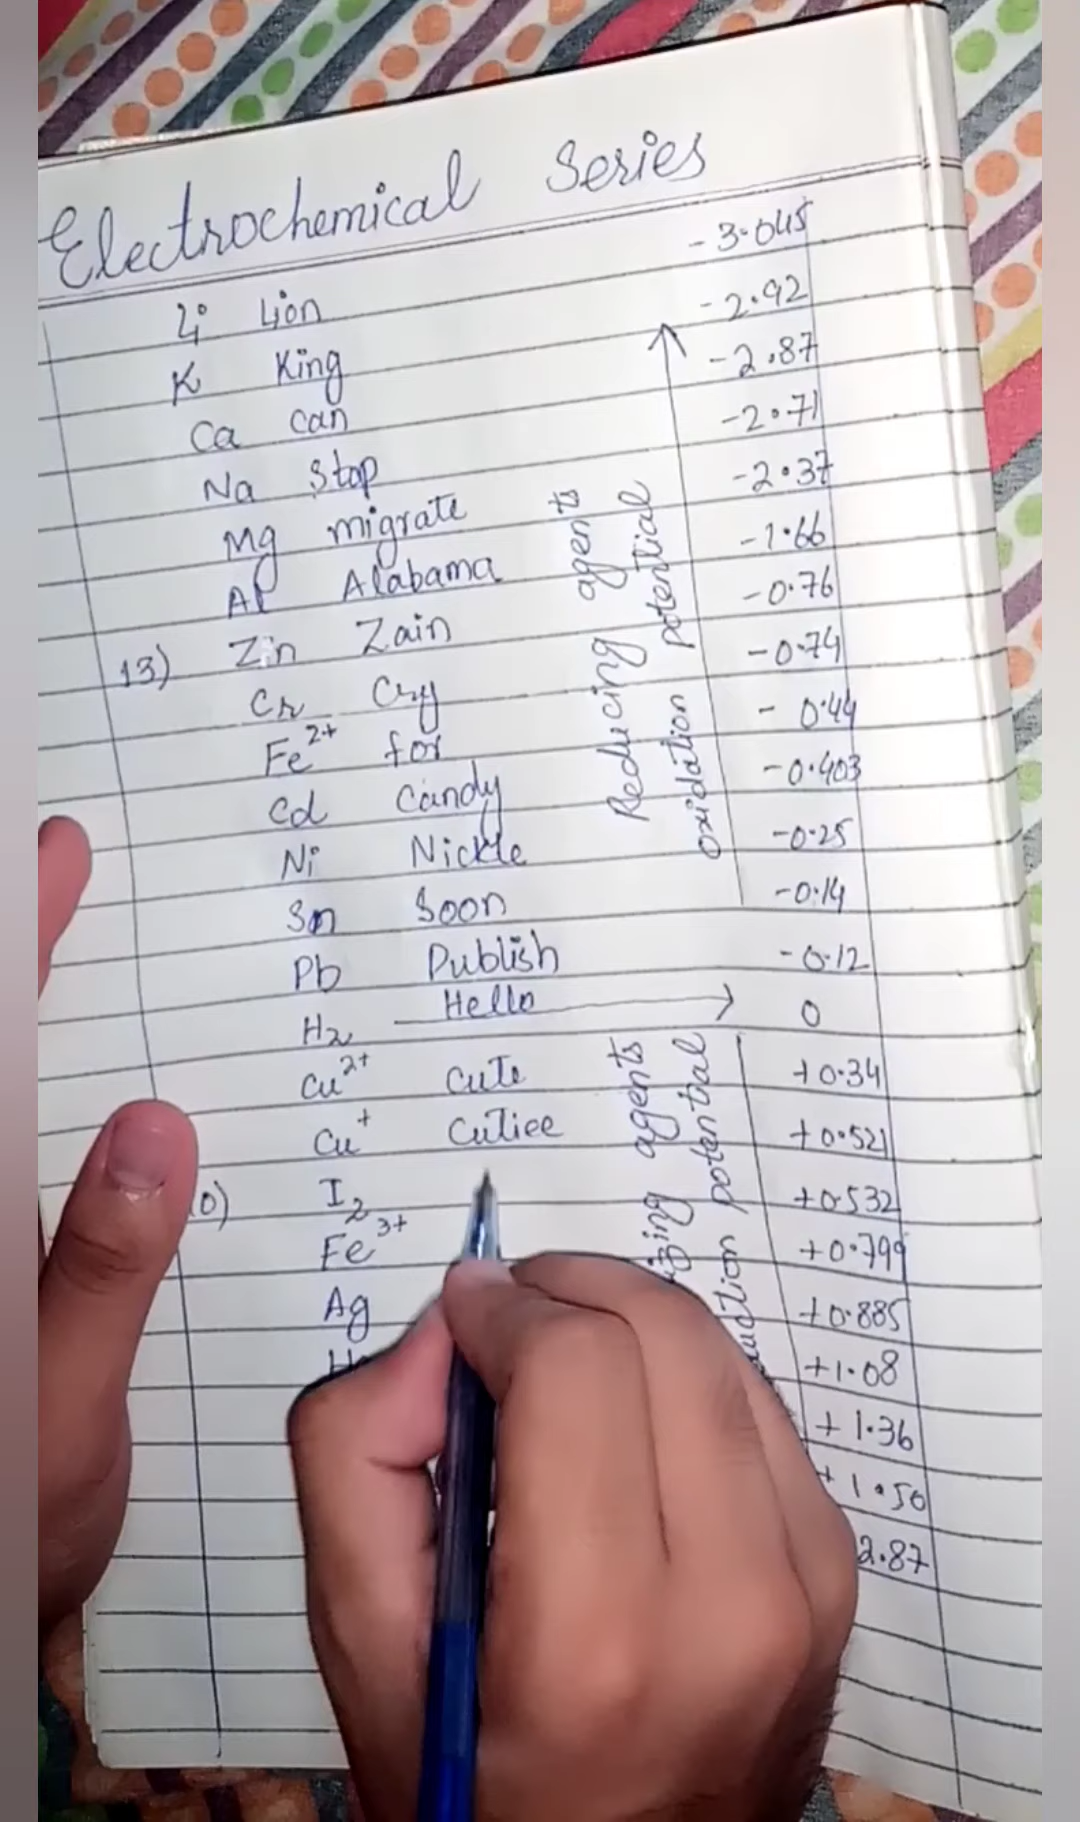 Electrochemical Series
Li Lion -3.045
K King -2.92
Ca can -2.87
Na Stop -2.71
Mg migrate -2.37
Al Alabama -1.66
13) Zin Zain -0.76
Cr Cry -0.74
Fe2+ for -0.44
Cd Candy -0.403
Ni Nickle -0.25
Sn Soon -0.14
Pb Publish -0.12
H2 Hello 0
Cu2+ cute +0.34
Cu+ Cutiee +0.521
0) I2 +0.532
Fe3+ +0.799
Ag +0.885
+1.08
+1.36
+1.50
2.87
Reducing agents
oxidation potential
agents
potential